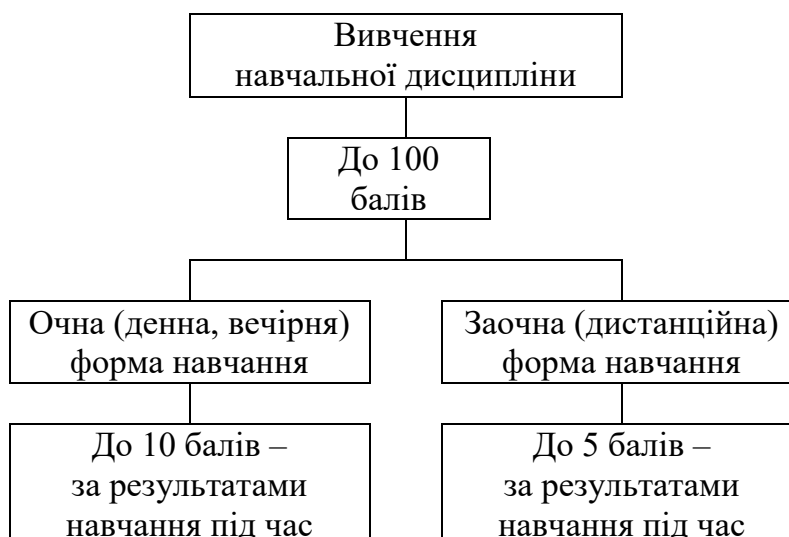 Вивчення
навчальної дисципліни
До 100
балів
Очна (денна, вечірня)
форма навчання
Заочна (дистанційна)
форма навчання
До 10 балів –
за результатами
навчання під час
До 5 балів –
за результатами
навчання під час